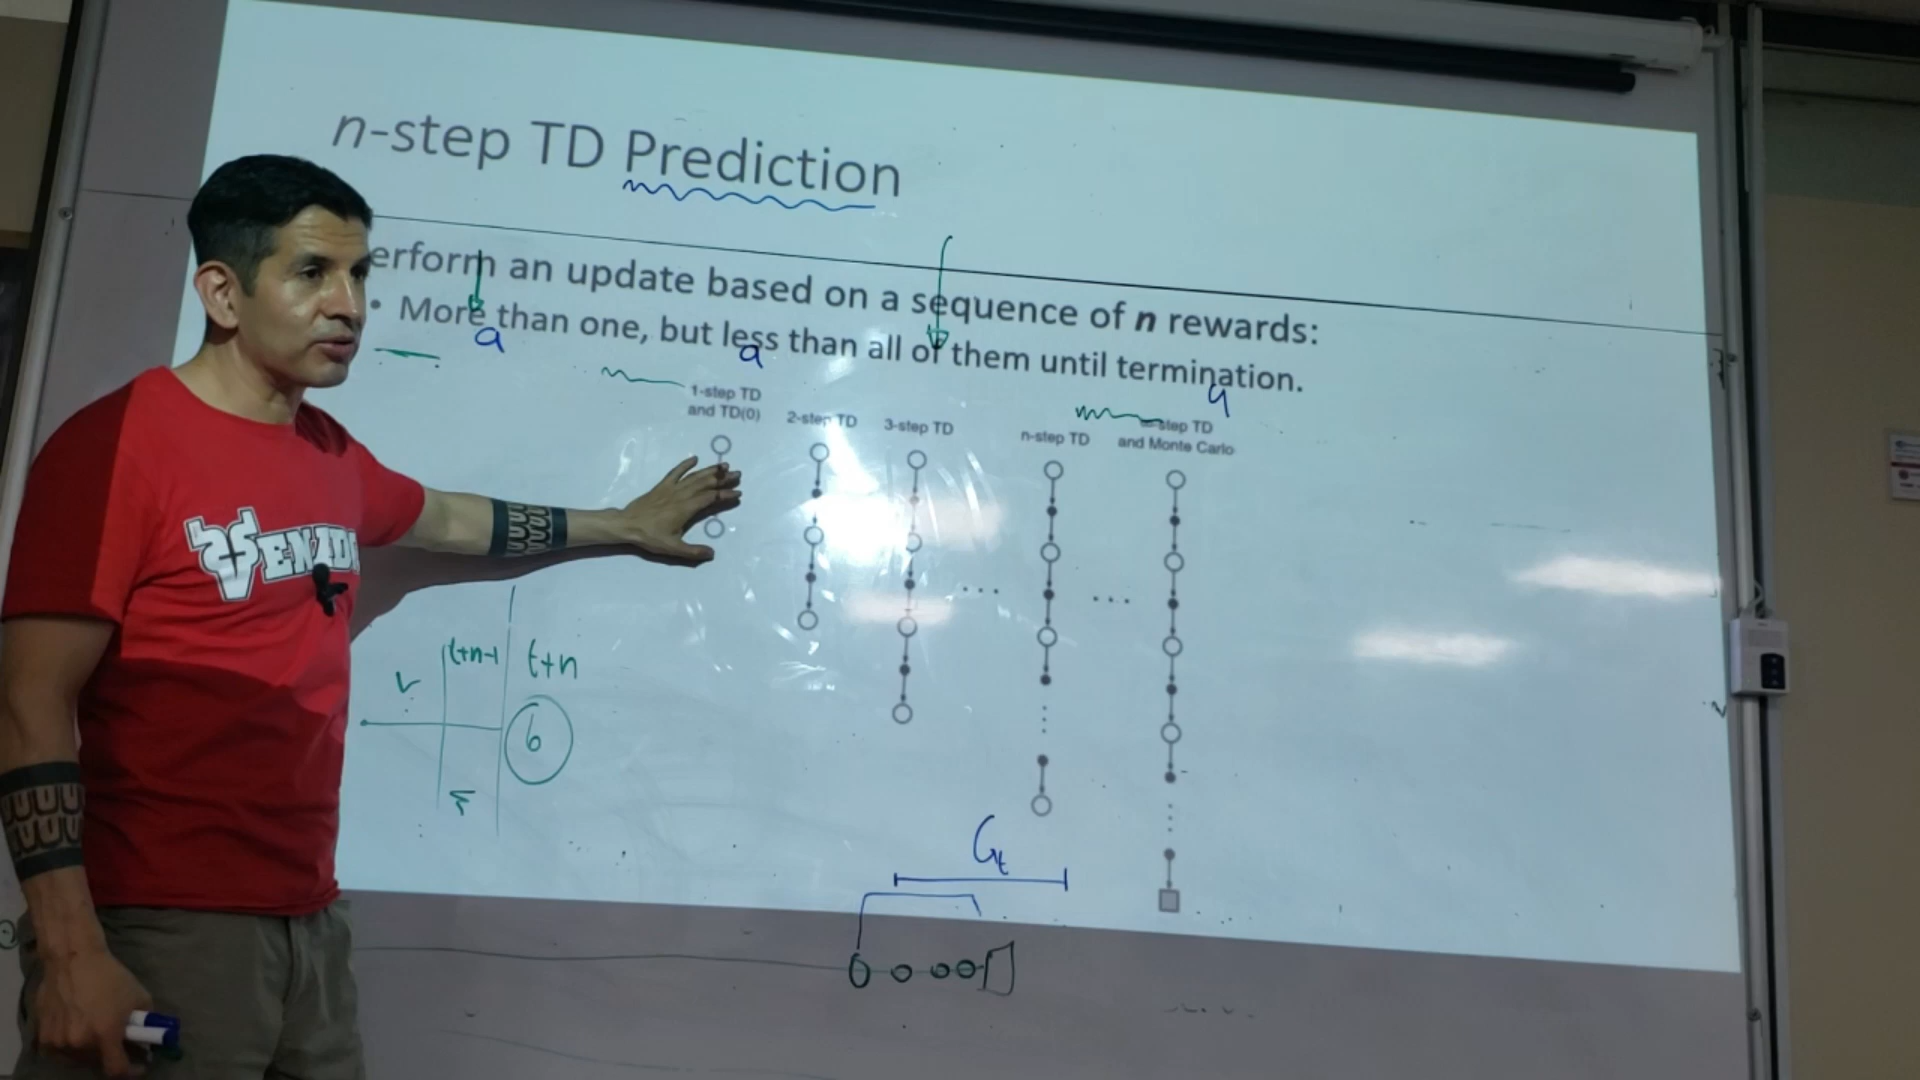 n-step TD Prediction
erform an update based on a sequence of n rewards:
• More than one, but less than all of them until termination.
a a a
1-step TD
and TD(0)
2-step TD
3-step TD
n-step TD
∞-step TD
and Monte Carlo
... ...
VENADO
t+n-1 t+n
6
Gt